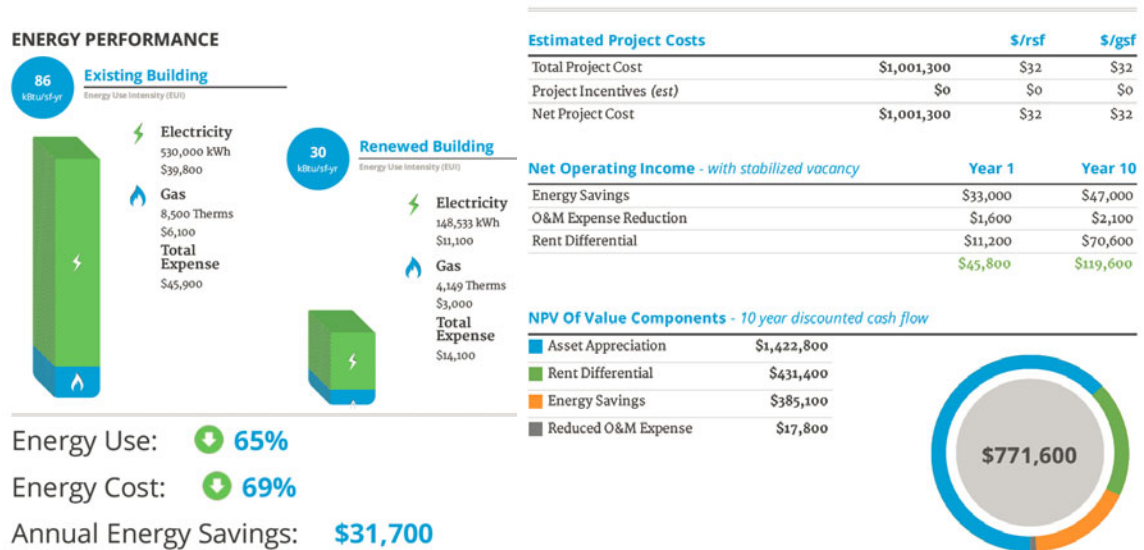 ENERGY PERFORMANCE
86
kBtu/sf-yr
Existing Building
Energy Use Intensity (EUI)
Electricity
530,000 kWh
$39,800
Gas
8,500 Therms
$6,100
Total
Expense
$45,900
30
kBtu/sf-yr
Renewed Building
Energy Use Intensity (EUI)
Electricity
148,533 kWh
$11,100
Gas
4,149 Therms
$3,000
Total
Expense
$14,100
Energy Use: 65%
Energy Cost: 69%
Annual Energy Savings: $31,700
Estimated Project Costs $/rsf $/gsf
Total Project Cost $1,001,300 $32 $32
Project Incentives (est) $0 $0 $0
Net Project Cost $1,001,300 $32 $32
Net Operating Income - with stabilized vacancy Year 1 Year 10
Energy Savings $33,000 $47,000
O&M Expense Reduction $1,600 $2,100
Rent Differential $11,200 $70,600
$45,800 $119,600
NPV Of Value Components - 10 year discounted cash flow
Asset Appreciation $1,422,800
Rent Differential $431,400
Energy Savings $385,100
Reduced O&M Expense $17,800
$771,600